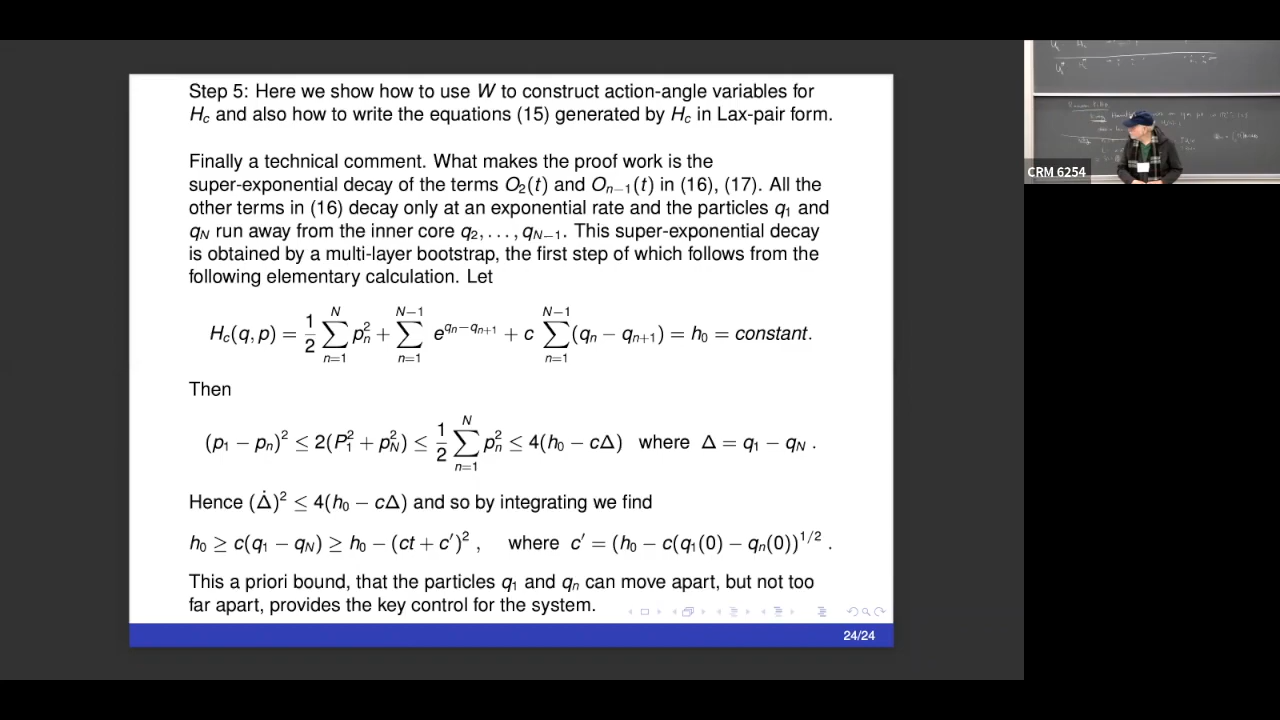 Step 5: Here we show how to use W to construct action-angle variables for
H_c and also how to write the equations (15) generated by H_c in Lax-pair form.
Finally a technical comment. What makes the proof work is the
super-exponential decay of the terms O_2(t) and O_{n−1}(t) in (16), (17). All the
other terms in (16) decay only at an exponential rate and the particles q_1 and
q_N run away from the inner core q_2, . . . , q_{N−1}. This super-exponential decay
is obtained by a multi-layer bootstrap, the first step of which follows from the
following elementary calculation. Let
H_c(q, p) = 1/2 ∑_{n=1}^{N} p_n^2 + ∑_{n=1}^{N−1} e^{q_n−q_{n+1}} + c ∑_{n=1}^{N−1} (q_n − q_{n+1}) = h_0 = constant.
Then
(p_1 − p_n)^2 ≤ 2(P_1^2 + p_N^2) ≤ 1/2 ∑_{n=1}^{N} p_n^2 ≤ 4(h_0 − cΔ) where Δ = q_1 − q_N .
Hence (Δ̇)^2 ≤ 4(h_0 − cΔ) and so by integrating we find
h_0 ≥ c(q_1 − q_N) ≥ h_0 − (ct + c′)^2 , where c′ = (h_0 − c(q_1(0) − q_n(0))^{1/2} .
This a priori bound, that the particles q_1 and q_n can move apart, but not too
far apart, provides the key control for the system.
24/24
CRM 6254